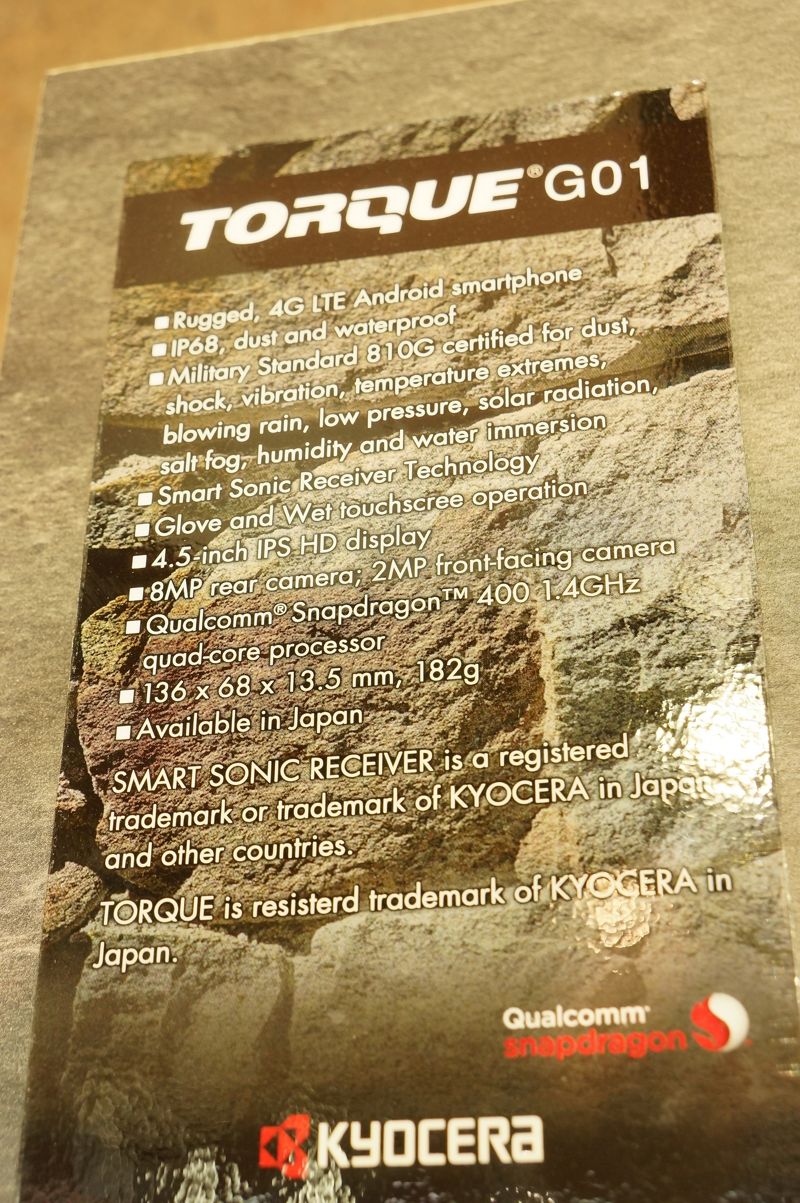 TORQUE® G01
■ Rugged, 4G LTE Android smartphone
■ IP68, dust and waterproof
■ Military Standard 810G certified for dust,
shock, vibration, temperature extremes,
blowing rain, low pressure, solar radiation,
salt fog, humidity and water immersion
■ Smart Sonic Receiver Technology
■ Glove and Wet touchscree operation
■ 4.5-inch IPS HD display
■ 8MP rear camera; 2MP front-facing camera
■ Qualcomm® Snapdragon™ 400 1.4GHz
quad-core processor
■ 136 x 68 x 13.5 mm, 182g
■ Available in Japan
SMART SONIC RECEIVER is a registered
trademark or trademark of KYOCERA in Japan
and other countries.
TORQUE is resisterd trademark of KYOCERA in
Japan.
Qualcomm
snapdragon
KYOCERA